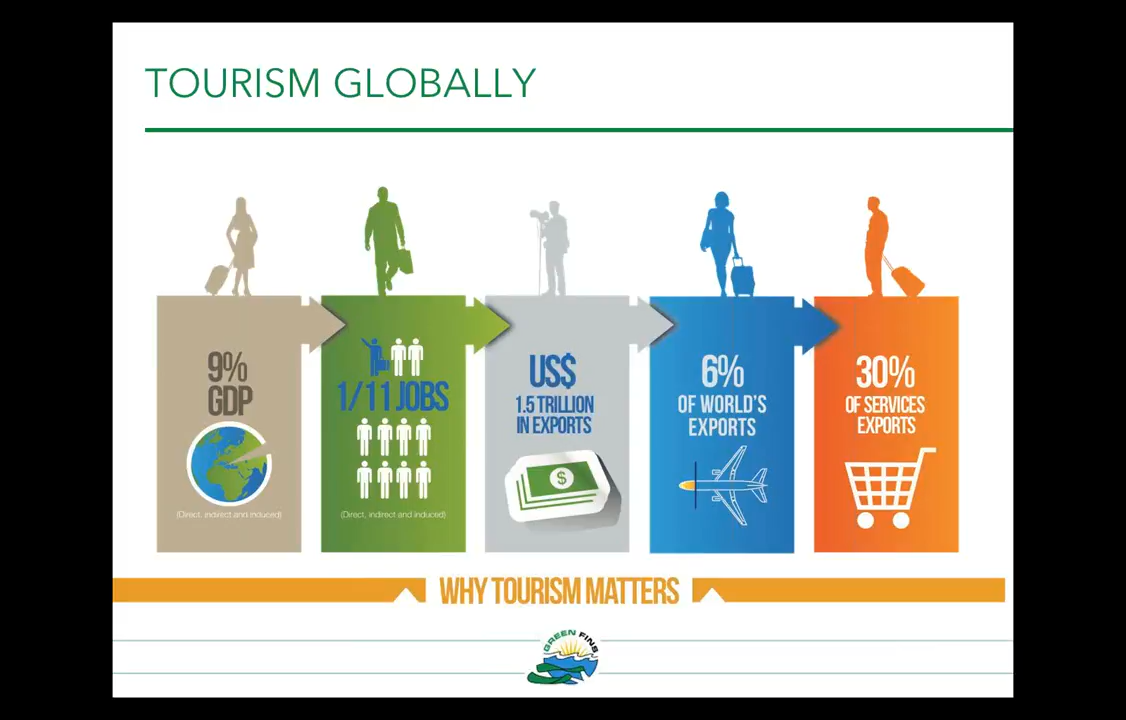 TOURISM GLOBALLY
9%
GDP
(Direct, indirect and induced)
1/11 JOBS
(Direct, indirect and induced)
US$
1.5 TRILLION
IN EXPORTS
$
6%
OF WORLD'S
EXPORTS
30%
OF SERVICES
EXPORTS
WHY TOURISM MATTERS
GREEN FINS